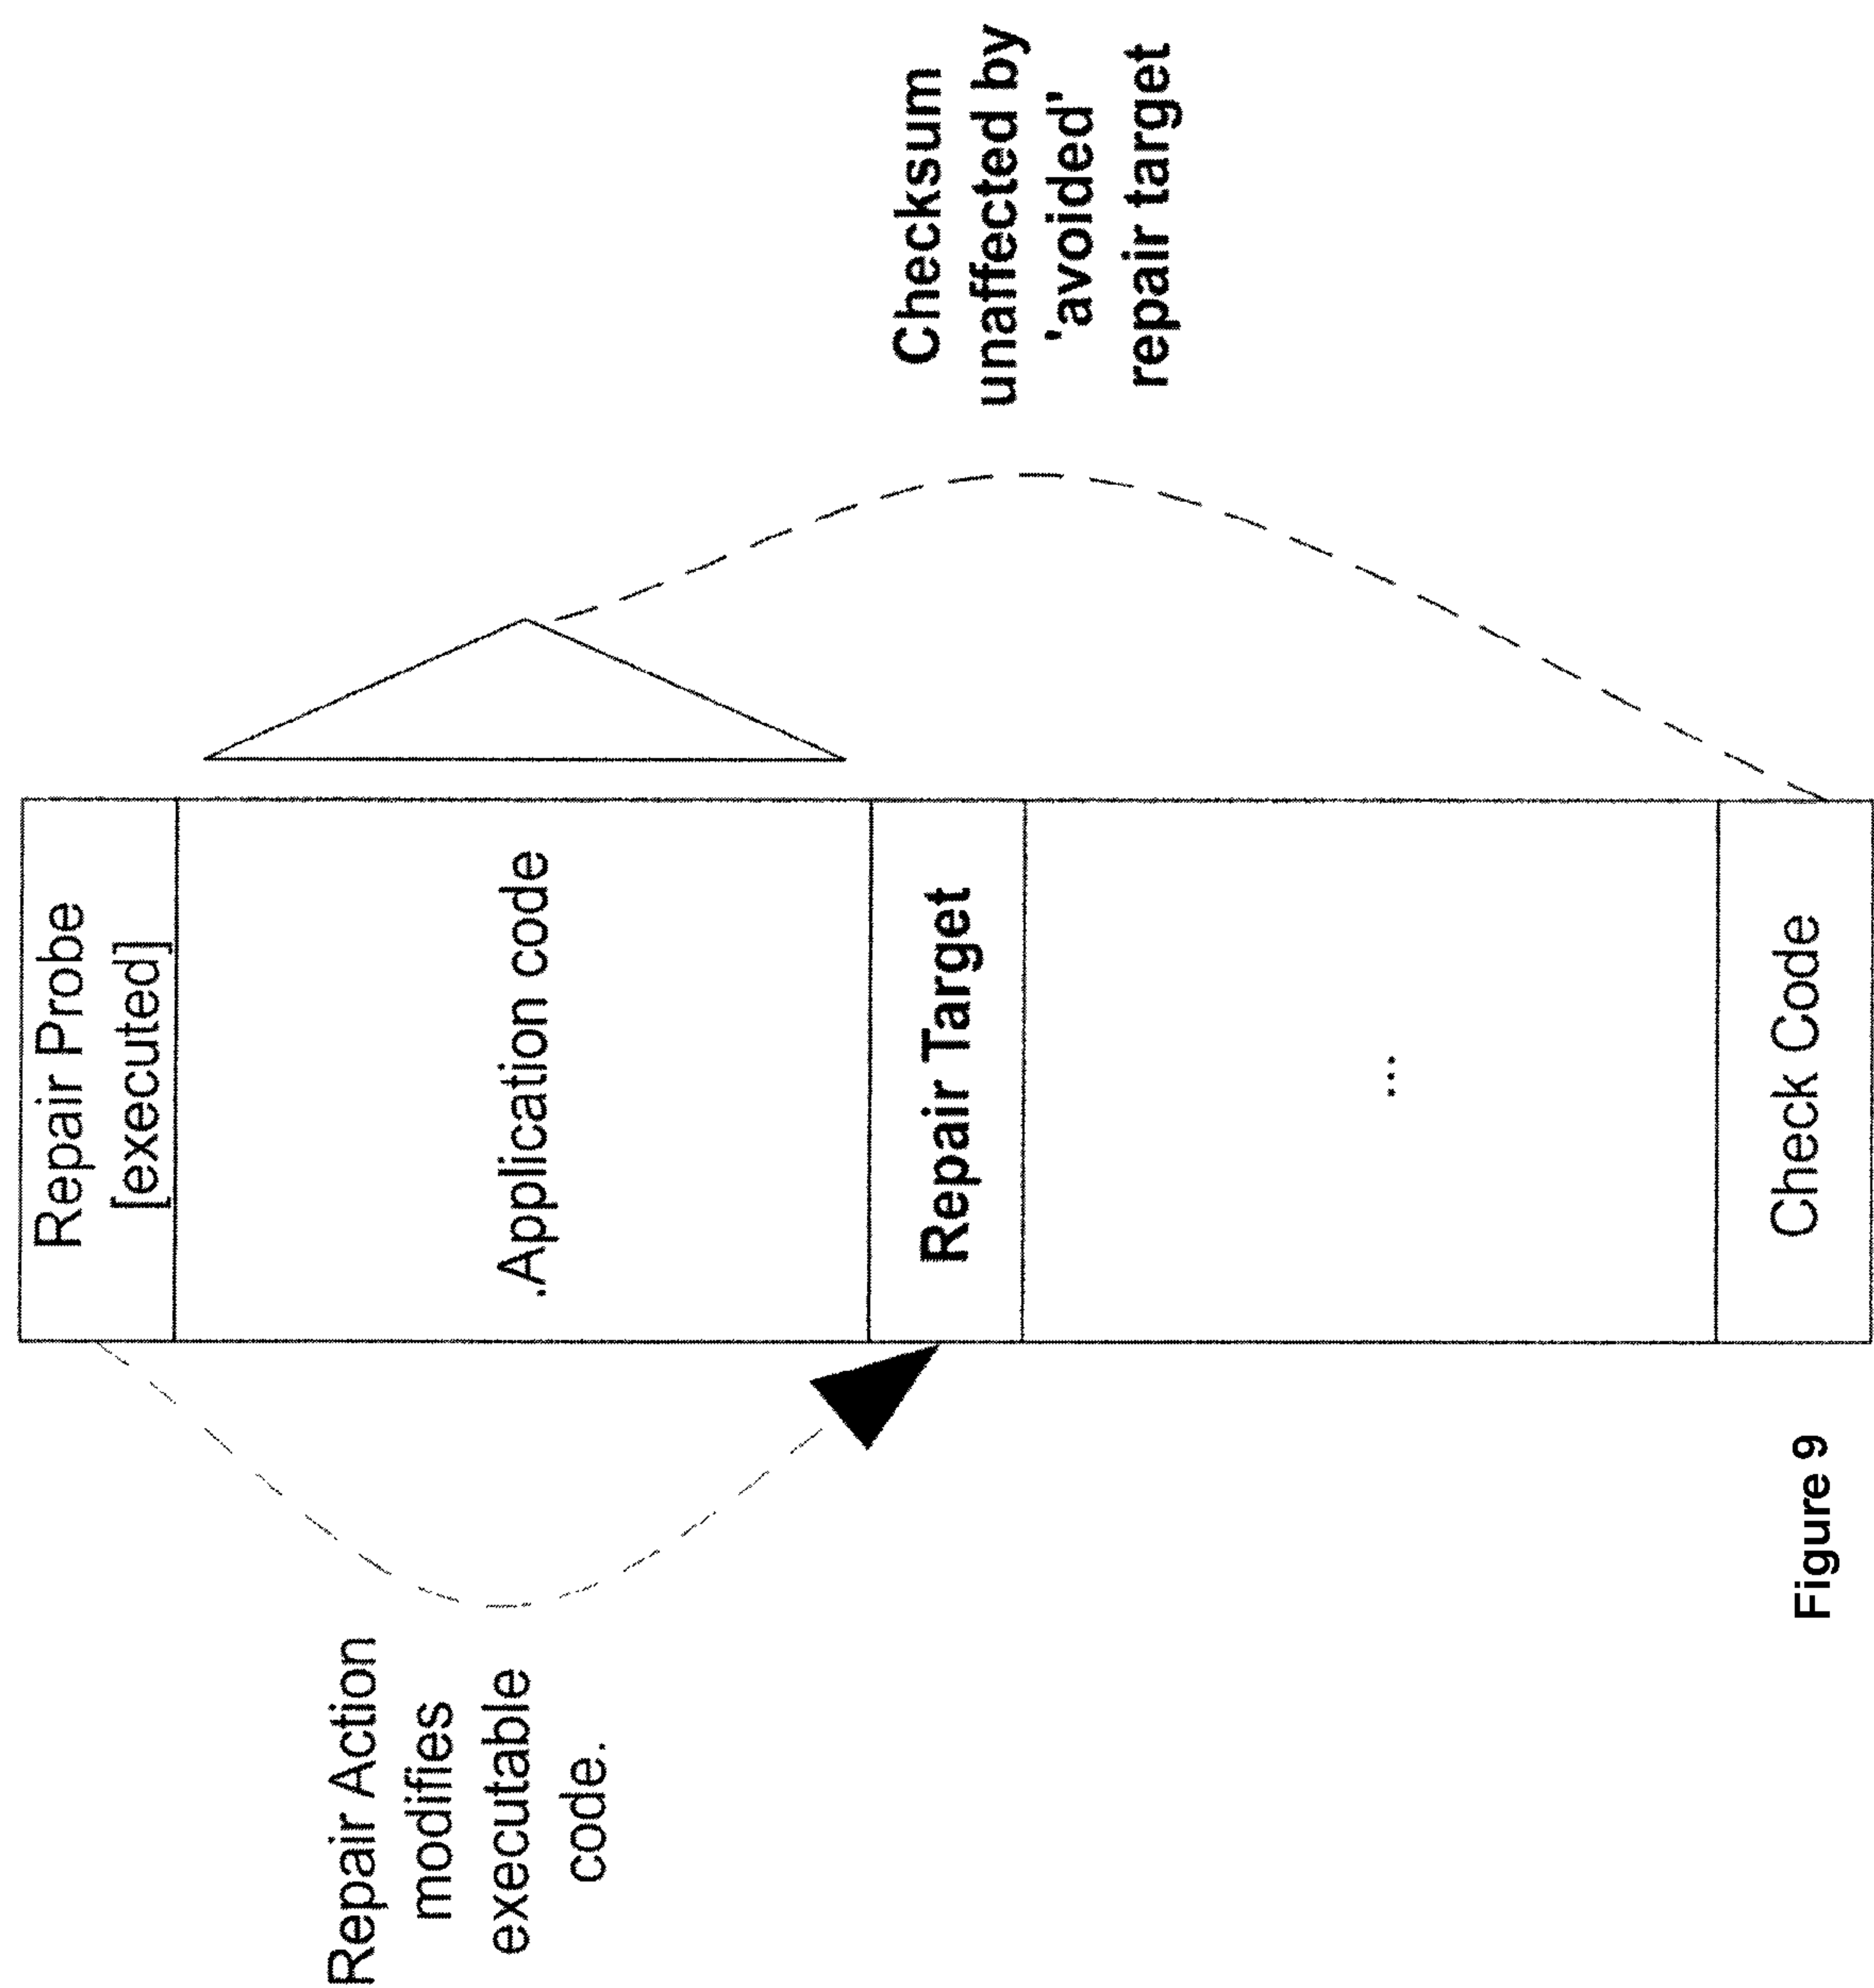 Repair Action
modifies
executable
code.
Repair Probe
[executed]
.Application code
Repair Target
...
Check Code
Checksum
unaffected by
'avoided'
repair target
Figure 9